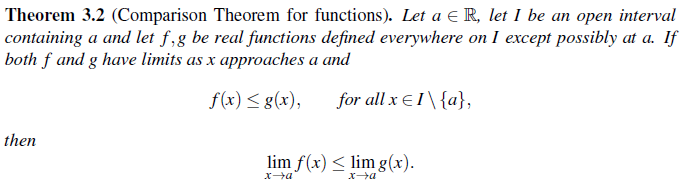 Theorem 3.2 (Comparison Theorem for functions). Let a ∈ ℝ, let I be an open interval
containing a and let f,g be real functions defined everywhere on I except possibly at a. If
both f and g have limits as x approaches a and
f(x) ≤ g(x), for all x ∈ I \ {a},
then
lim f(x) ≤ lim g(x).
x→a x→a